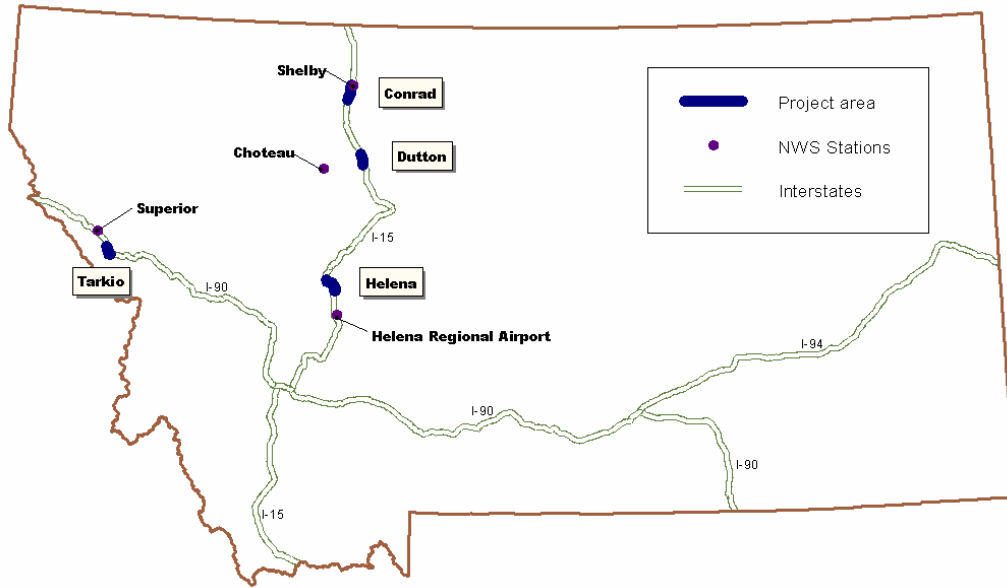 Shelby
Conrad
Project area
Choteau
Dutton
NWS Stations
Interstates
Superior
I-15
Tarkio
I-90
Helena
Helena Regional Airport
I-94
I-90
I-90
I-15